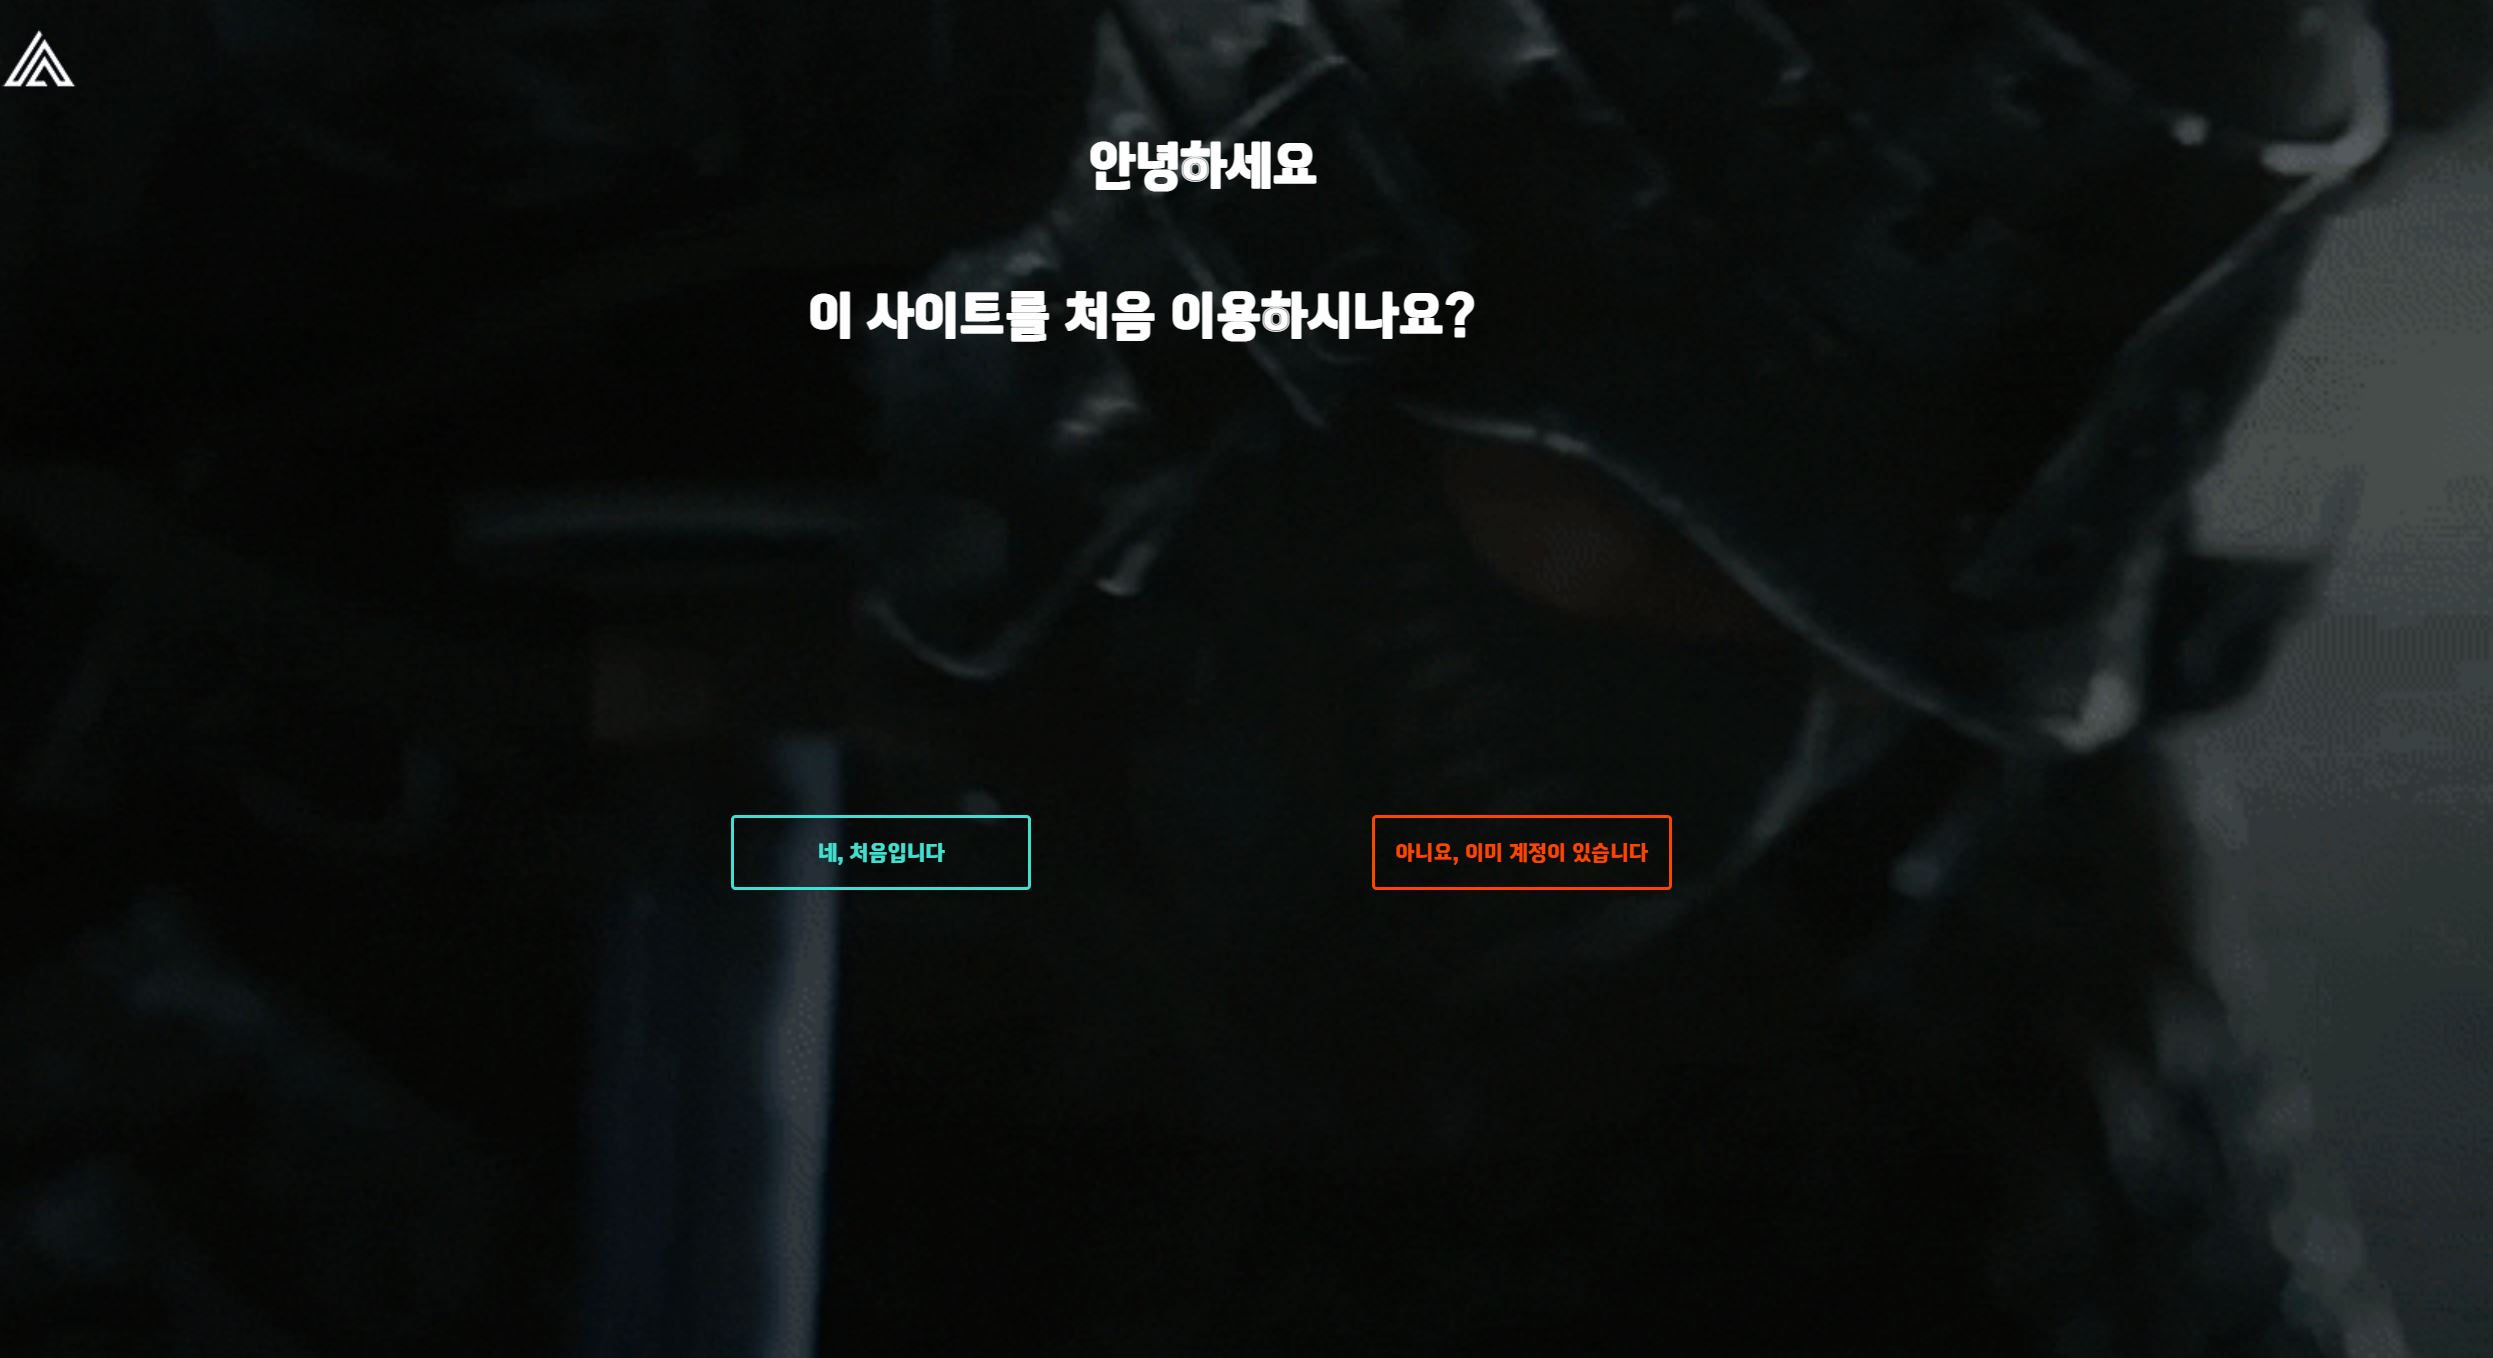 안녕하세요
이 사이트를 처음 이용하시나요?
네, 처음입니다
아니요, 이미 계정이 있습니다